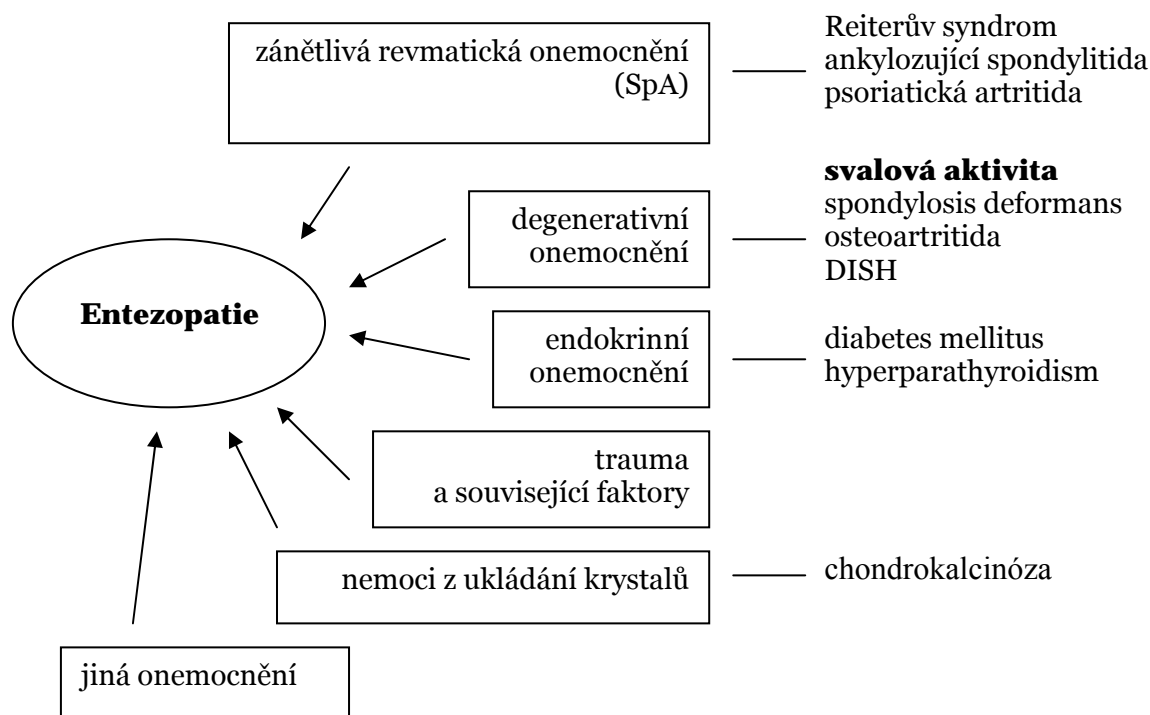 zánětlivá revmatická onemocnění
(SpA)
Reiterův syndrom
ankylozující spondylitida
psoriatická artritida
degenerativní
onemocnění
svalová aktivita
spondylosis deformans
osteoartritida
DISH
Entezopatie
endokrinní
onemocnění
diabetes mellitus
hyperparathyroidism
trauma
a související faktory
nemoci z ukládání krystalů
chondrokalcinóza
jiná onemocnění